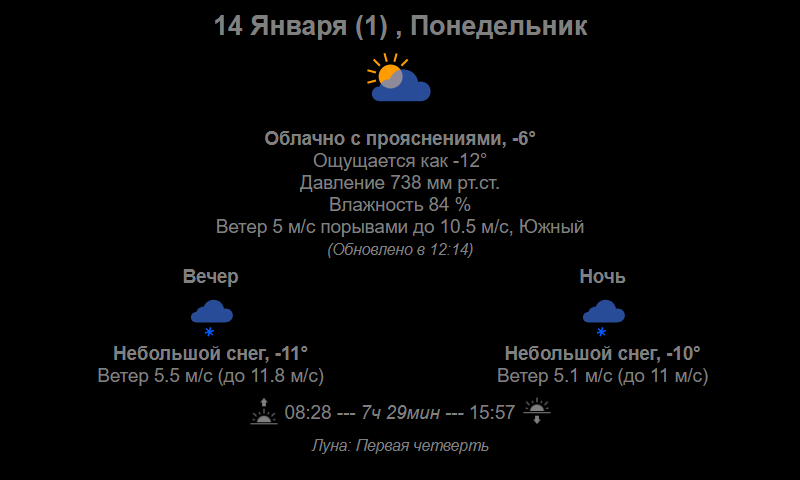 14 Января (1) , Понедельник
Облачно с прояснениями, -6°
Ощущается как -12°
Давление 738 мм рт.ст.
Влажность 84 %
Ветер 5 м/с порывами до 10.5 м/с, Южный
(Обновлено в 12:14)
Вечер
Небольшой снег, -11°
Ветер 5.5 м/с (до 11.8 м/с)
Ночь
Небольшой снег, -10°
Ветер 5.1 м/с (до 11 м/с)
08:28 --- 7ч 29мин --- 15:57
Луна: Первая четверть